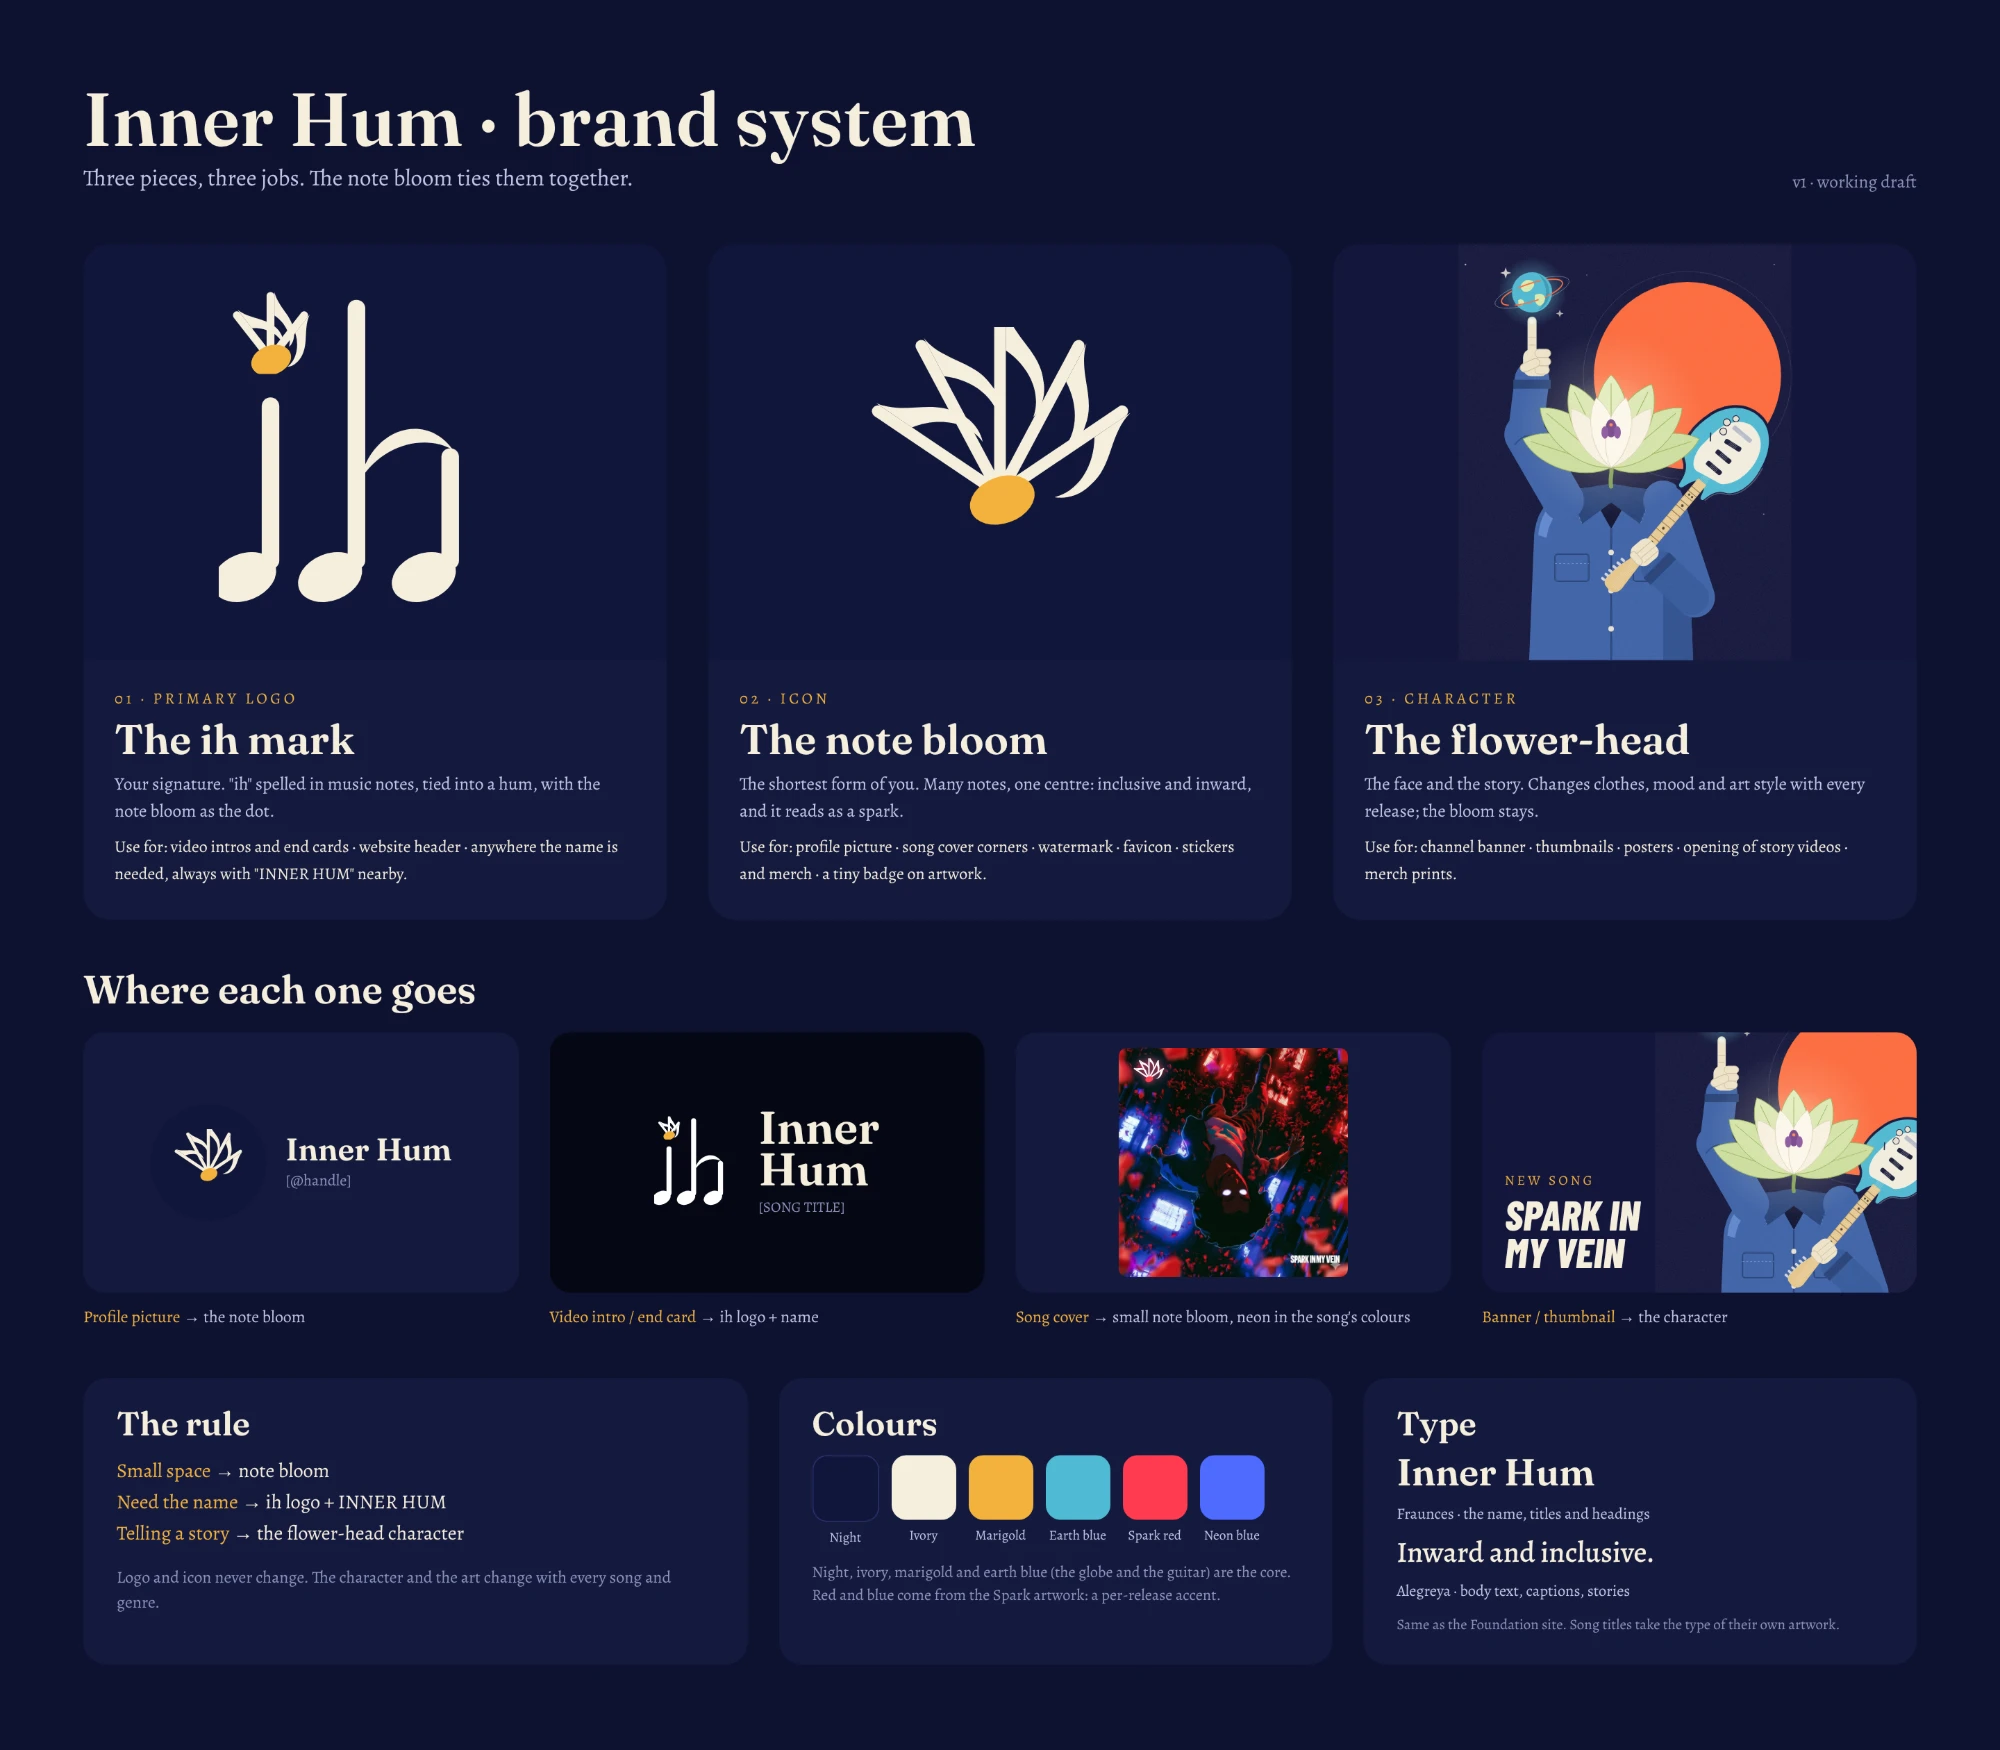 Inner Hum · brand system
Three pieces, three jobs. The note bloom ties them together.
v1 · working draft
01 · PRIMARY LOGO
The ih mark
Your signature. "ih" spelled in music notes, tied into a hum, with the
note bloom as the dot.
Use for: video intros and end cards · website header · anywhere the name is
needed, always with "INNER HUM" nearby.
02 · ICON
The note bloom
The shortest form of you. Many notes, one centre: inclusive and inward,
and it reads as a spark.
Use for: profile picture · song cover corners · watermark · favicon · stickers
and merch · a tiny badge on artwork.
03 · CHARACTER
The flower-head
The face and the story. Changes clothes, mood and art style with every
release; the bloom stays.
Use for: channel banner · thumbnails · posters · opening of story videos ·
merch prints.
Where each one goes
Inner Hum
[@handle]
Profile picture → the note bloom
ih
Inner
Hum
[SONG TITLE]
Video intro / end card → ih logo + name
SPARK IN MY VEIN
Song cover → small note bloom, neon in the song's colours
NEW SONG
SPARK IN
MY VEIN
Banner / thumbnail → the character
The rule
Small space → note bloom
Need the name → ih logo + INNER HUM
Telling a story → the flower-head character
Logo and icon never change. The character and the art change with every song and
genre.
Colours
Night
Ivory
Marigold
Earth blue
Spark red
Neon blue
Night, ivory, marigold and earth blue (the globe and the guitar) are the core.
Red and blue come from the Spark artwork: a per-release accent.
Type
Inner Hum
Fraunces · the name, titles and headings
Inward and inclusive.
Alegreya · body text, captions, stories
Same as the Foundation site. Song titles take the type of their own artwork.